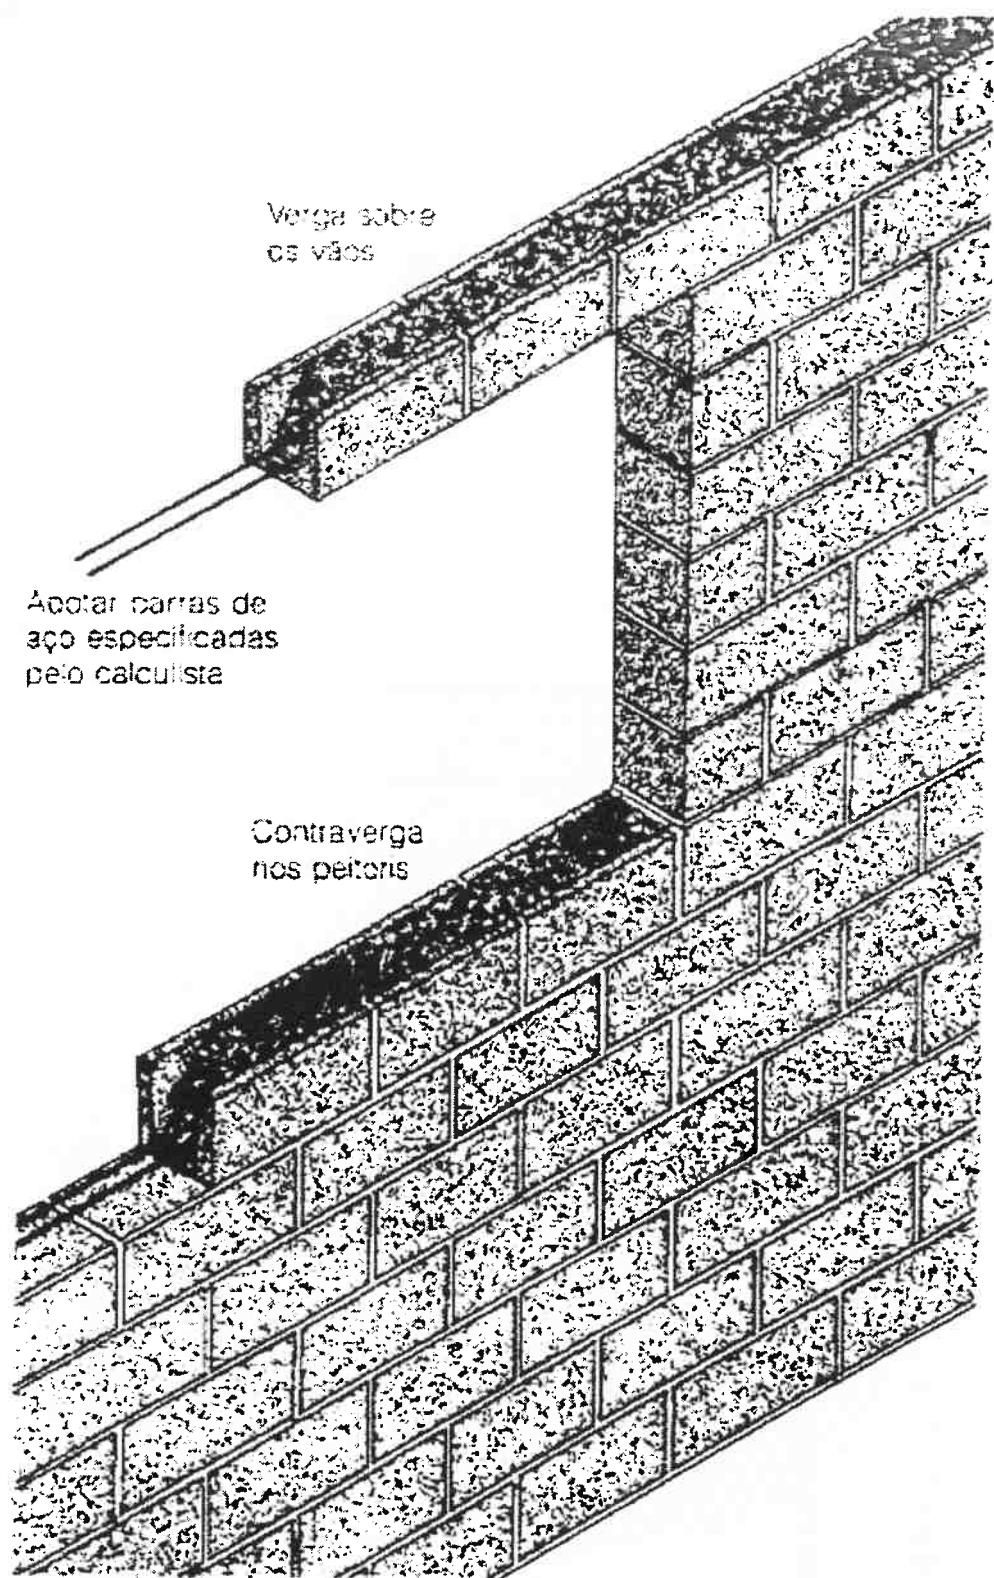 Verga sobre
os vãos
Adotar barras de
aço especificadas
pelo calculista
Contraverga
nos peitoris